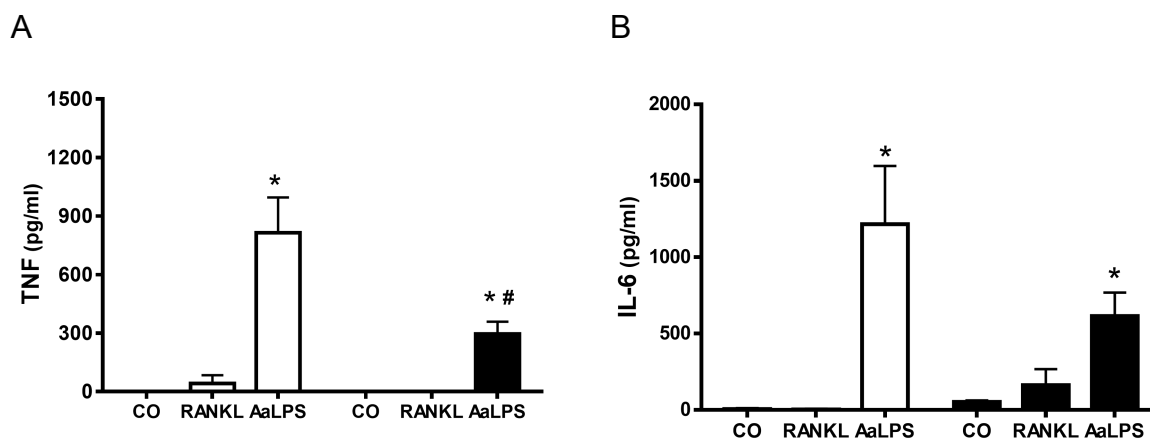 A
TNF (pg/ml)
1500
1200
900
600
300
0
*
* #
CO RANKL AaLPS CO RANKL AaLPS
B
IL-6 (pg/ml)
2000
1500
1000
500
0
*
*
CO RANKL AaLPS CO RANKL AaLPS